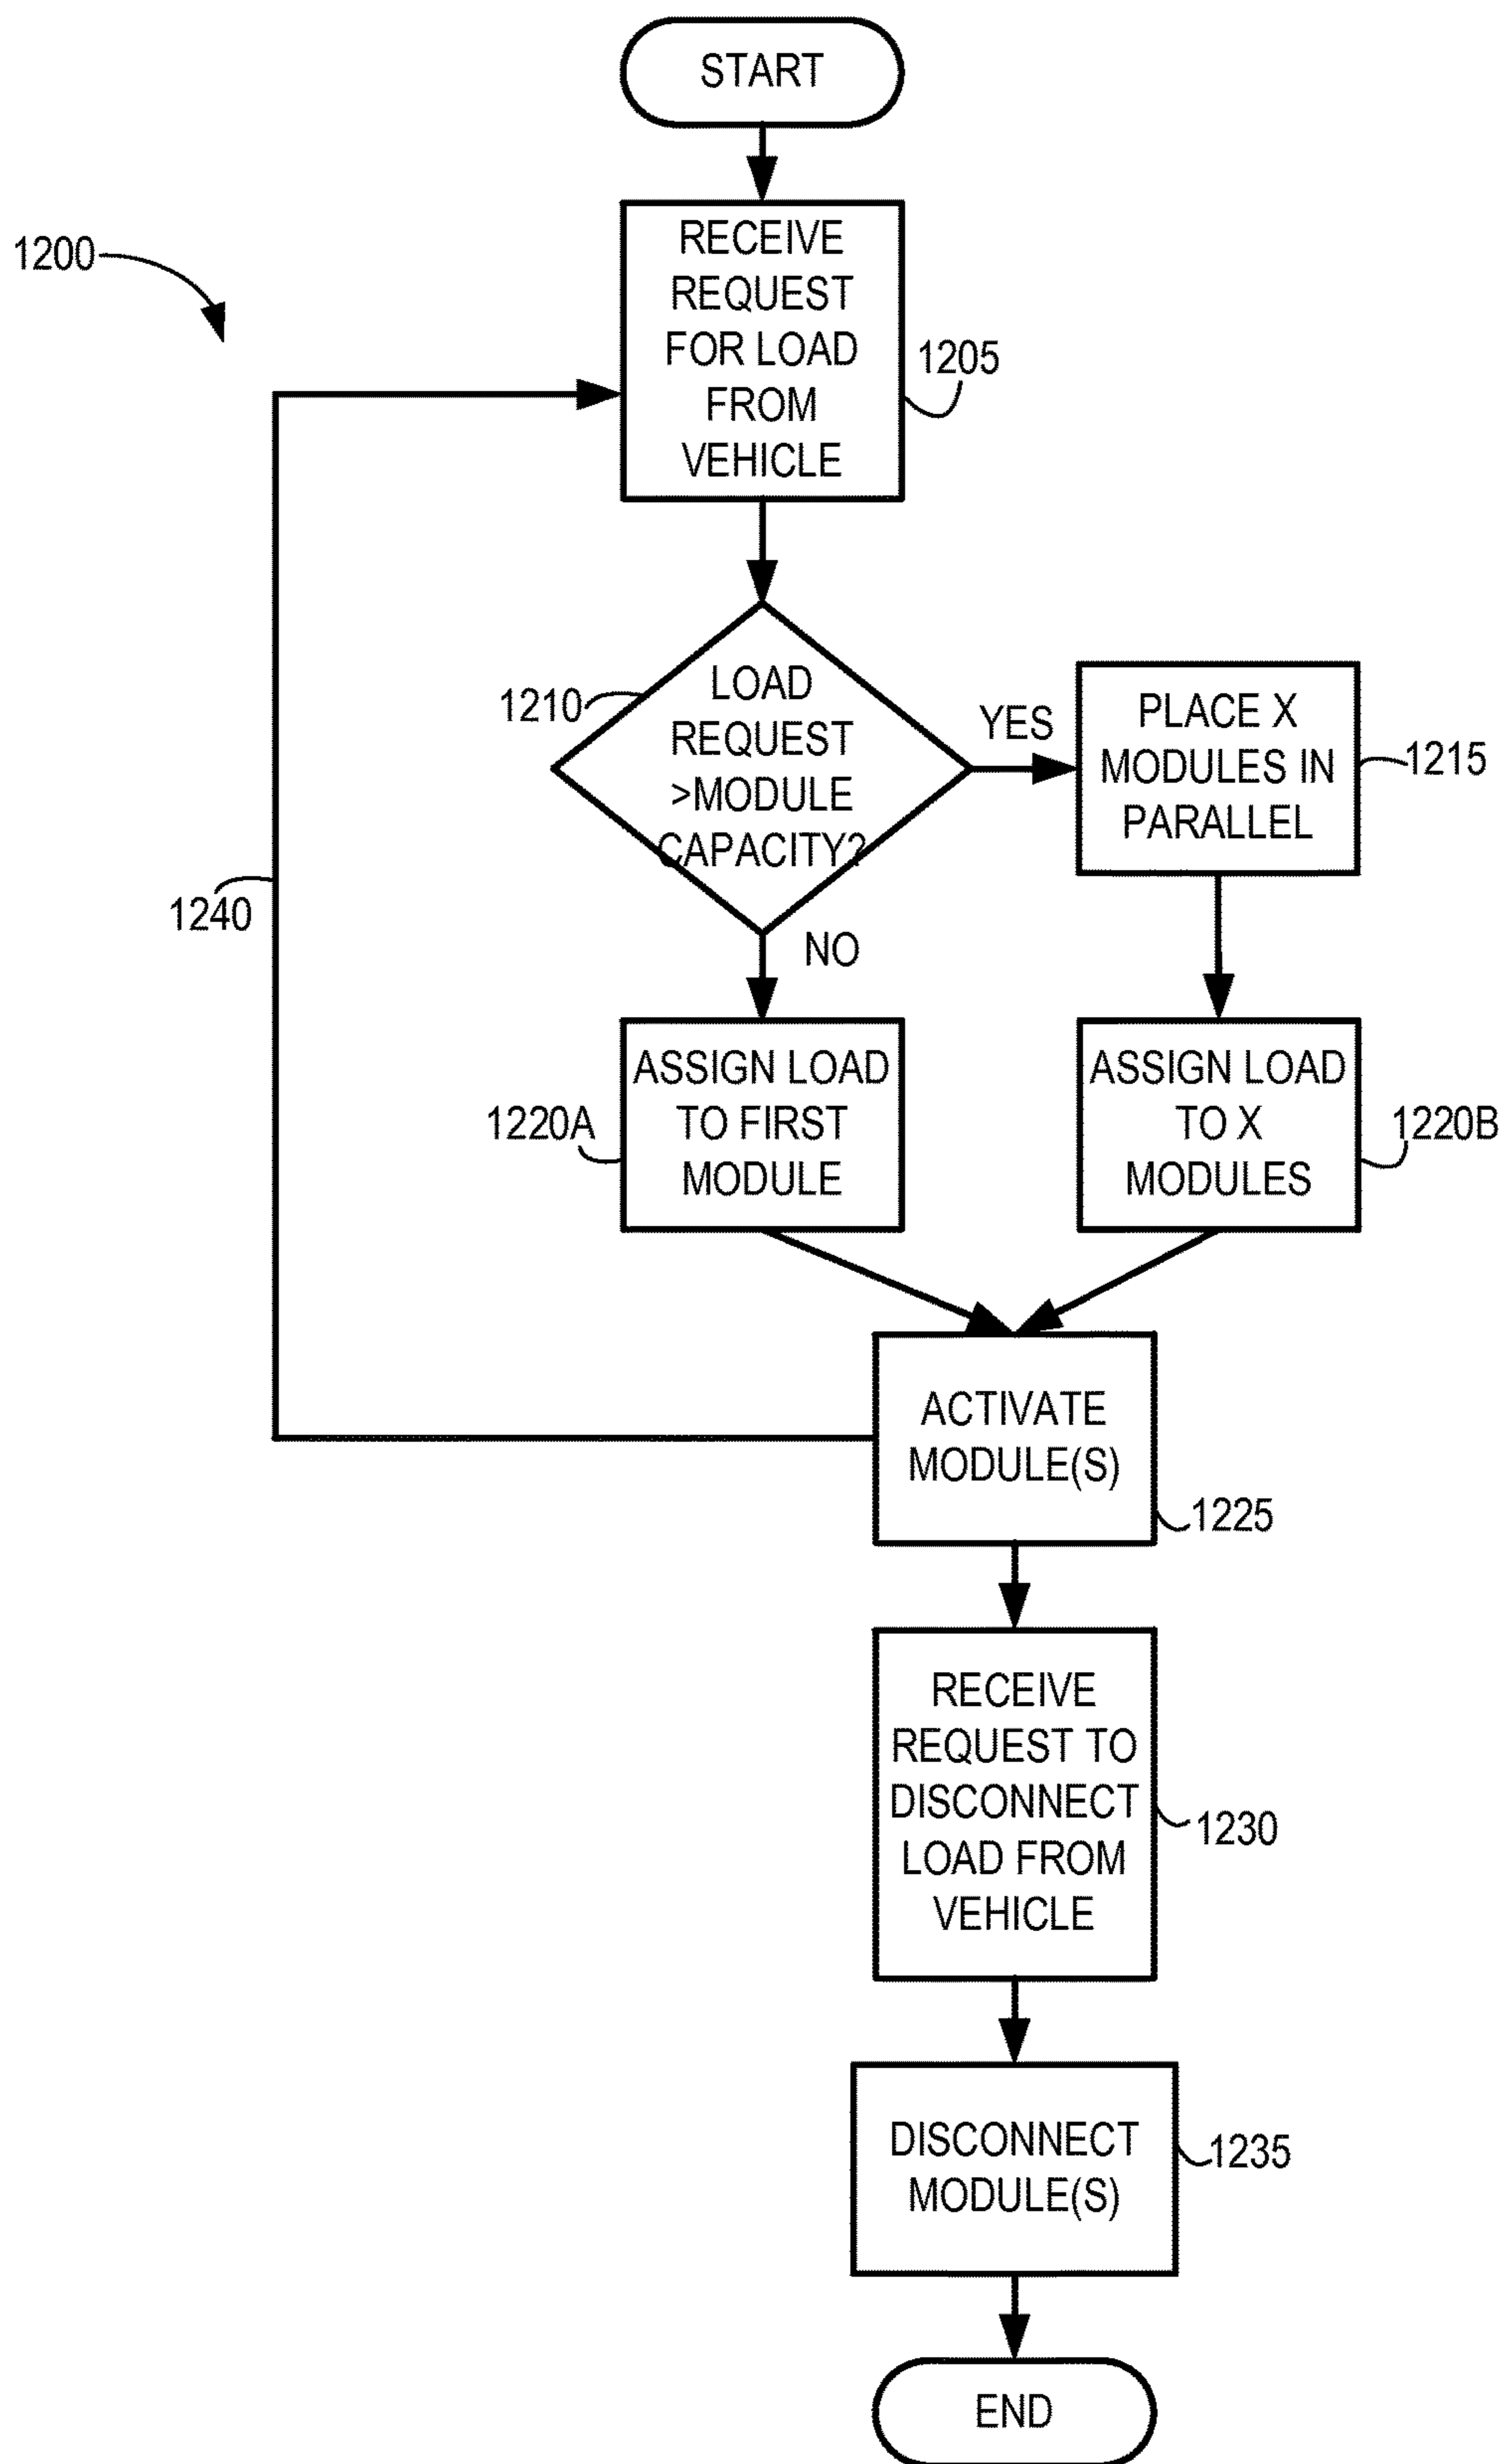 START
1200
RECEIVE
REQUEST
FOR LOAD
FROM
VEHICLE
1205
1210
LOAD
REQUEST
>MODULE
CAPACITY?
YES
PLACE X
MODULES IN
PARALLEL
1215
1240
NO
1220A
ASSIGN LOAD
TO FIRST
MODULE
ASSIGN LOAD
TO X
MODULES
1220B
ACTIVATE
MODULE(S)
1225
RECEIVE
REQUEST TO
DISCONNECT
LOAD FROM
VEHICLE
1230
DISCONNECT
MODULE(S)
1235
END